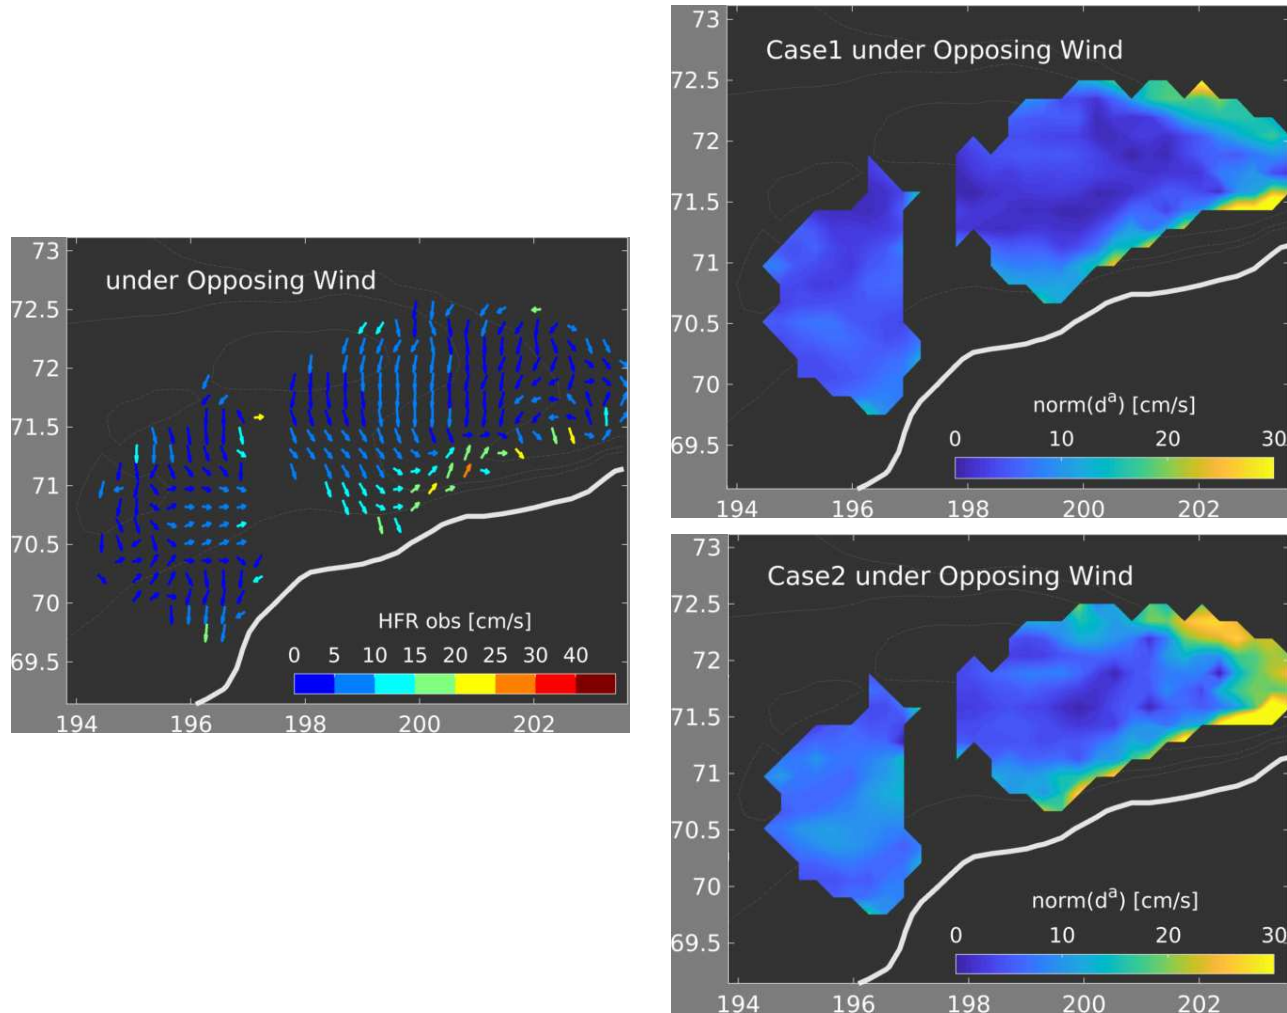 73
72.5
72
71.5
71
70.5
70
69.5
under Opposing Wind
HFR obs [cm/s]
0 5 10 15 20 25 30 40
194 196 198 200 202
73
72.5
72
71.5
71
70.5
70
69.5
Case1 under Opposing Wind
norm(dᵃ) [cm/s]
0 10 20 30
194 196 198 200 202
73
72.5
72
71.5
71
70.5
70
69.5
Case2 under Opposing Wind
norm(dᵃ) [cm/s]
0 10 20 30
194 196 198 200 202